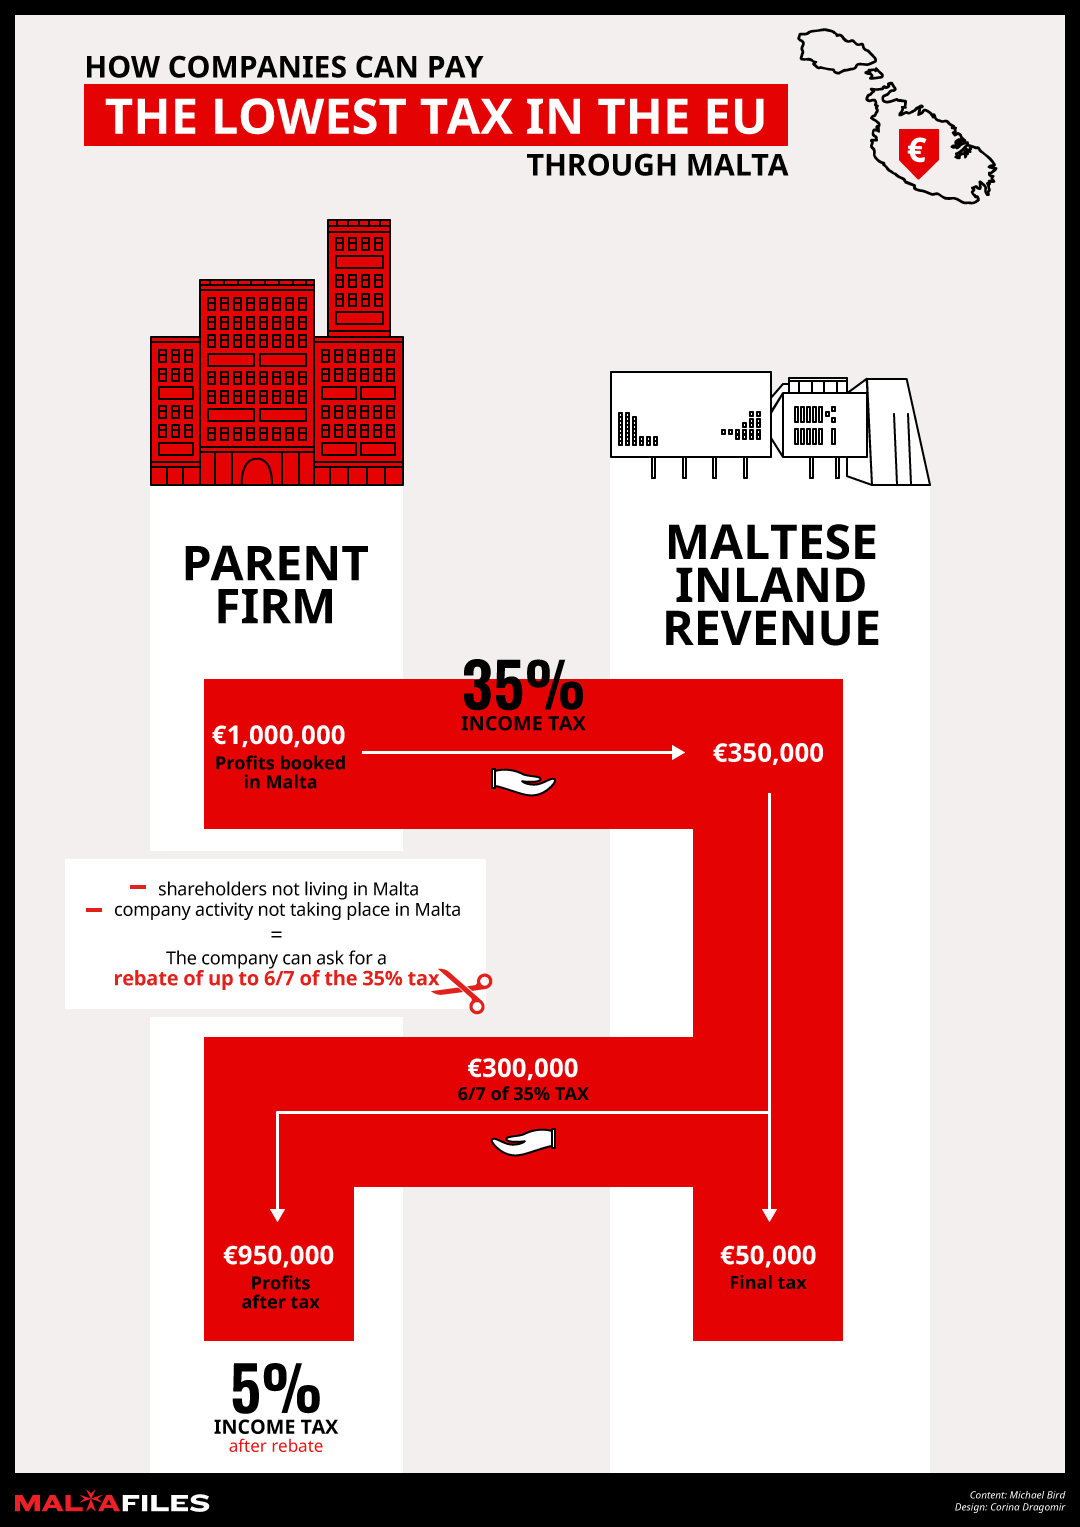 HOW COMPANIES CAN PAY
THE LOWEST TAX IN THE EU
THROUGH MALTA
€
PARENT
FIRM
MALTESE
INLAND
REVENUE
35%
INCOME TAX
€1,000,000
Profits booked
in Malta
€350,000
shareholders not living in Malta
company activity not taking place in Malta
=
The company can ask for a
rebate of up to 6/7 of the 35% tax
€300,000
6/7 of 35% TAX
€950,000
Profits
after tax
€50,000
Final tax
5%
INCOME TAX
after rebate
MALTAFILES
Content: Michael Bird
Design: Corina Dragomir